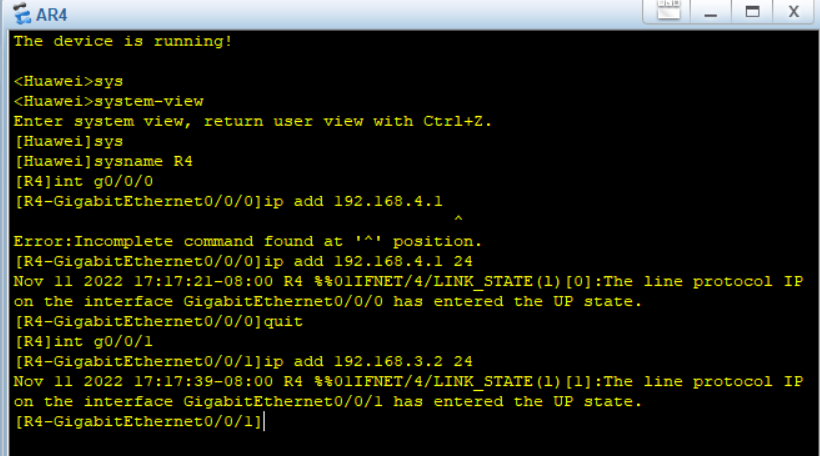 AR4
The device is running!
<Huawei>sys
<Huawei>system-view
Enter system view, return user view with Ctrl+Z.
[Huawei]sys
[Huawei]sysname R4
[R4]int g0/0/0
[R4-GigabitEthernet0/0/0]ip add 192.168.4.1
^
Error:Incomplete command found at '^' position.
[R4-GigabitEthernet0/0/0]ip add 192.168.4.1 24
Nov 11 2022 17:17:21-08:00 R4 %%01IFNET/4/LINK_STATE(l)[0]:The line protocol IP
on the interface GigabitEthernet0/0/0 has entered the UP state.
[R4-GigabitEthernet0/0/0]quit
[R4]int g0/0/1
[R4-GigabitEthernet0/0/1]ip add 192.168.3.2 24
Nov 11 2022 17:17:39-08:00 R4 %%01IFNET/4/LINK_STATE(l)[1]:The line protocol IP
on the interface GigabitEthernet0/0/1 has entered the UP state.
[R4-GigabitEthernet0/0/1]